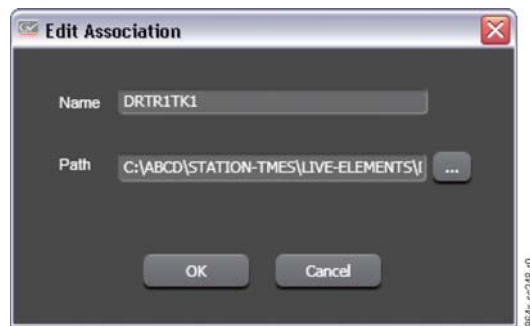 Edit Association
Name DRTR1TK1
Path C:\ABCD\STATION-TMES\LIVE-ELEMENTS\ ...
OK Cancel